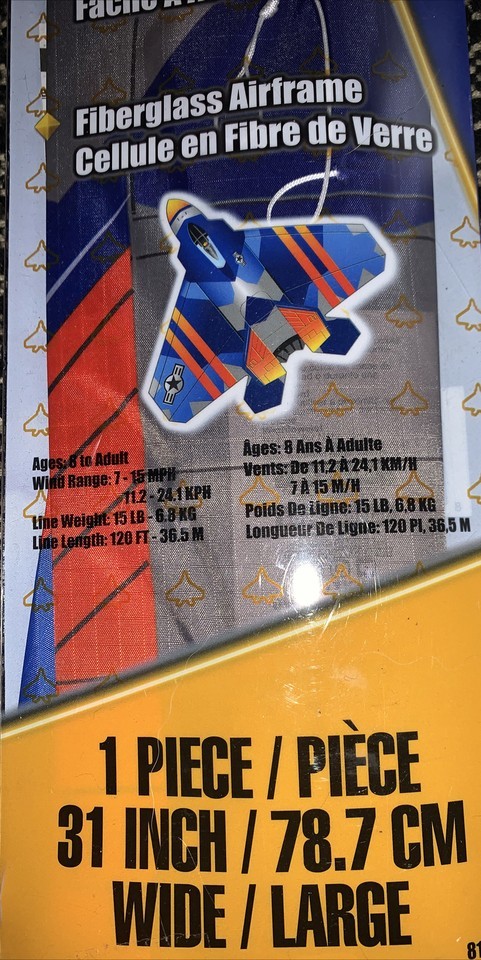 Facile À
Fiberglass Airframe
Cellule en Fibre de Verre
Ages: 8 to Adult
Wind Range: 7 - 15 MPH
11.2 - 24.1 KPH
Line Weight: 15 LB - 6.8 KG
Line Length: 120 FT - 36.5 M
Âges: 8 Ans À Adulte
Vents: De 11,2 À 24,1 KM/H
7 À 15 M/H
Poids De Ligne: 15 LB, 6,8 KG
Longueur De Ligne: 120 PI, 36,5 M
1 PIECE / PIÈCE
31 INCH / 78.7 CM
WIDE / LARGE
81